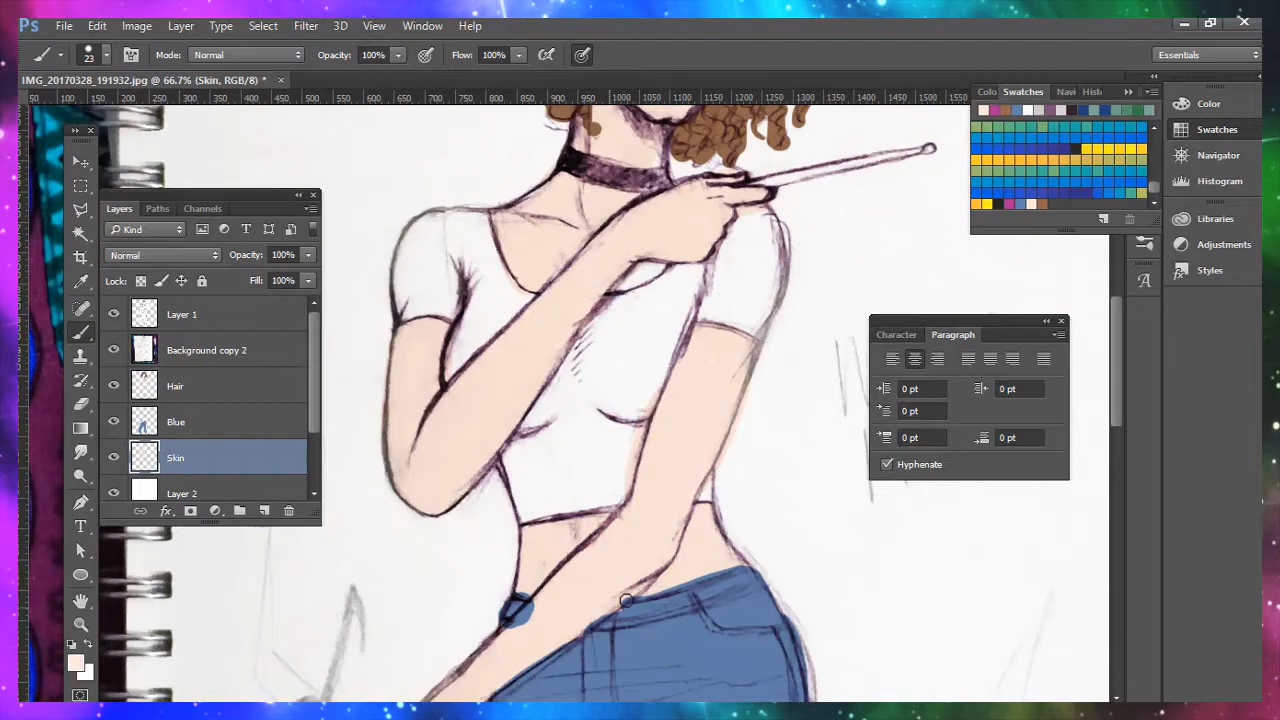 Ps File Edit Image Layer Type Select Filter 3D View Window Help
23 Mode: Normal Opacity: 100% Flow: 100% Essentials
IMG_20170328_191932.jpg @ 66.7% (Skin, RGB/8) *
50 100 150 200 250 300 350 400 450 500 550 600 650 700 750 800 850 900 950 1000 1050 1100 1150 1200 1250 1300 1350 1400 1450 1500 1550
Colo Swatches Navi Hist
Color
Swatches
Navigator
Histogram
Libraries
Adjustments
Styles
Layers Paths Channels
Kind
Normal Opacity: 100%
Lock: Fill: 100%
Layer 1
Background copy 2
Hair
Blue
Skin
Layer 2
fx
T
A
Character Paragraph
0 pt 0 pt
0 pt
0 pt 0 pt
Hyphenate